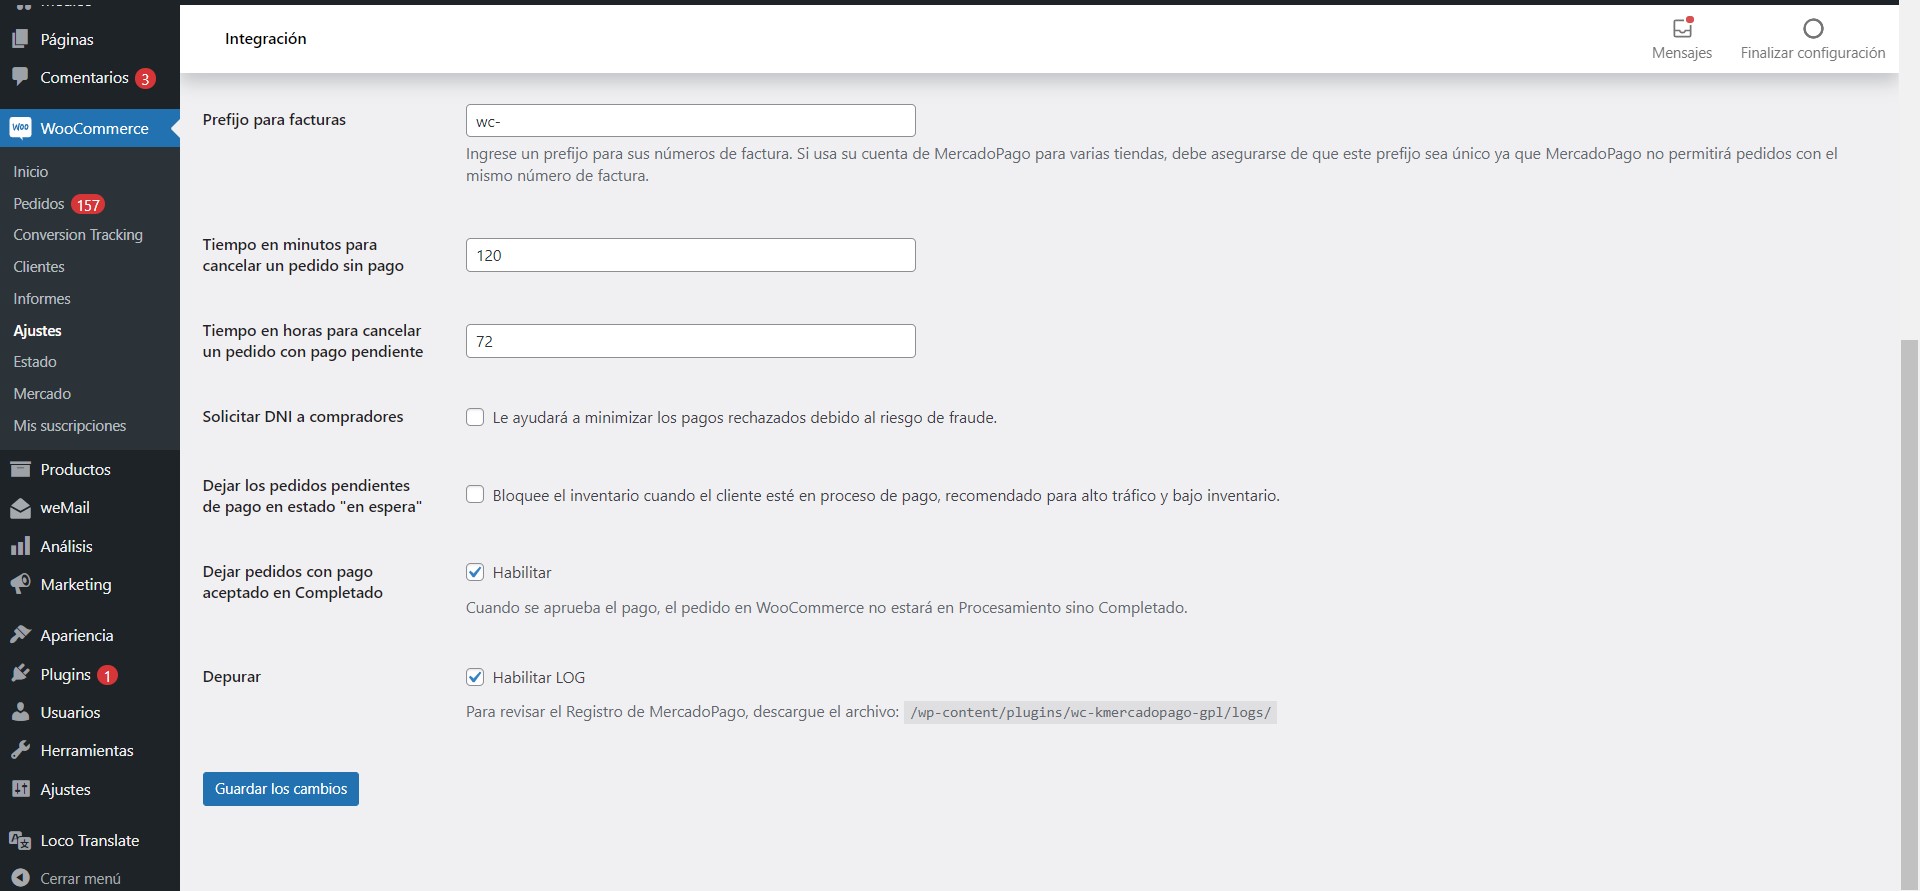 Páginas
Comentarios 3
WooCommerce
Inicio
Pedidos 157
Conversion Tracking
Clientes
Informes
Ajustes
Estado
Mercado
Mis suscripciones
Productos
weMail
Análisis
Marketing
Apariencia
Plugins 1
Usuarios
Herramientas
Ajustes
Loco Translate
Cerrar menú
Integración
Mensajes
Finalizar configuración
Prefijo para facturas
wc-
Ingrese un prefijo para sus números de factura. Si usa su cuenta de MercadoPago para varias tiendas, debe asegurarse de que este prefijo sea único ya que MercadoPago no permitirá pedidos con el
mismo número de factura.
Tiempo en minutos para
cancelar un pedido sin pago
120
Tiempo en horas para cancelar
un pedido con pago pendiente
72
Solicitar DNI a compradores
Le ayudará a minimizar los pagos rechazados debido al riesgo de fraude.
Dejar los pedidos pendientes
de pago en estado "en espera"
Bloquee el inventario cuando el cliente esté en proceso de pago, recomendado para alto tráfico y bajo inventario.
Dejar pedidos con pago
aceptado en Completado
Habilitar
Cuando se aprueba el pago, el pedido en WooCommerce no estará en Procesamiento sino Completado.
Depurar
Habilitar LOG
Para revisar el Registro de MercadoPago, descargue el archivo: /wp-content/plugins/wc-kmercadopago-gpl/logs/
Guardar los cambios